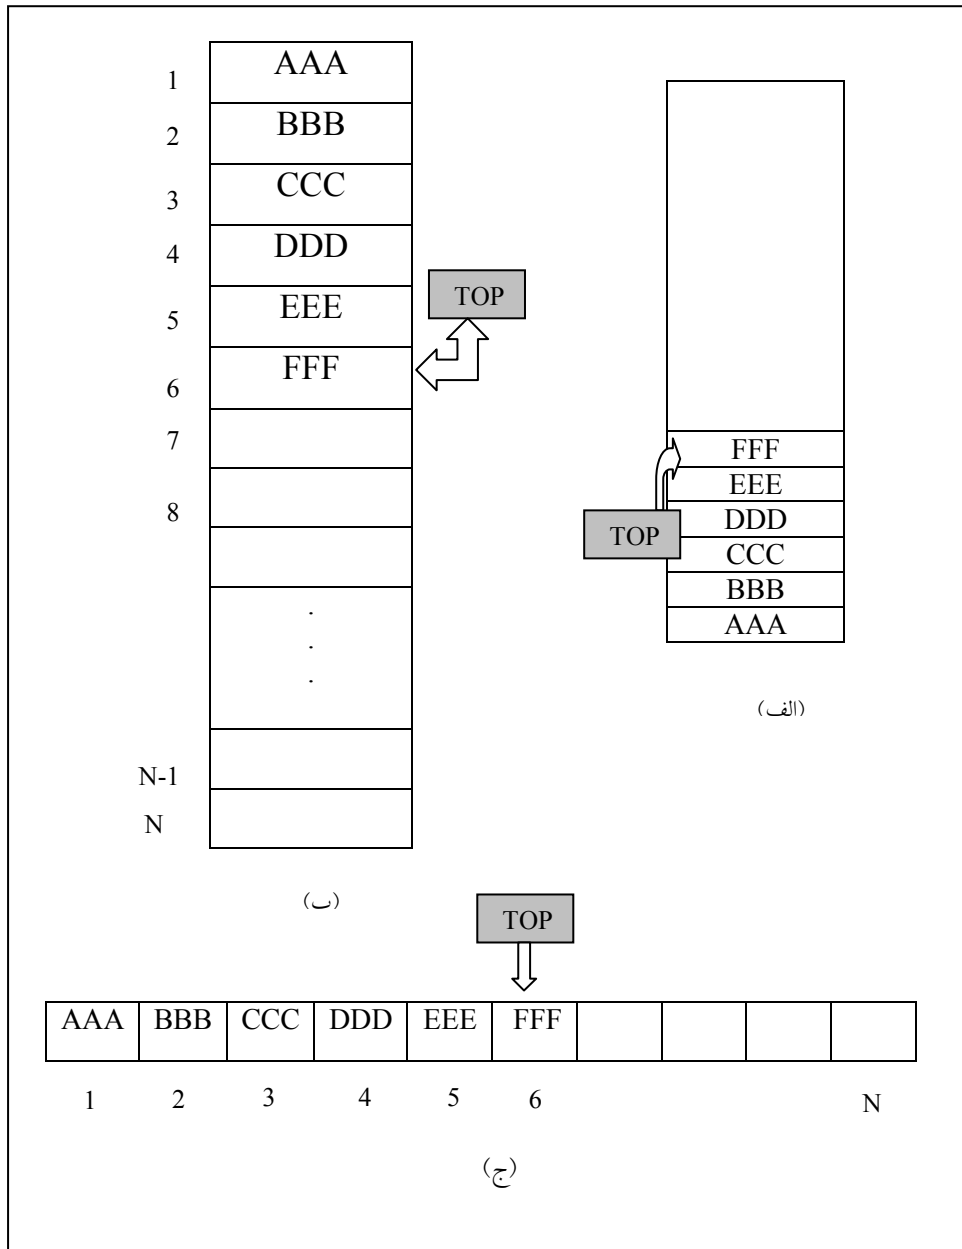 1 AAA
2 BBB
3 CCC
4 DDD
5 EEE
6 FFF
7
8
.
.
.
N-1
N
TOP
(ب)
FFF
EEE
DDD
CCC
BBB
AAA
TOP
(الف)
TOP
AAA BBB CCC DDD EEE FFF
1 2 3 4 5 6 N
(ج)